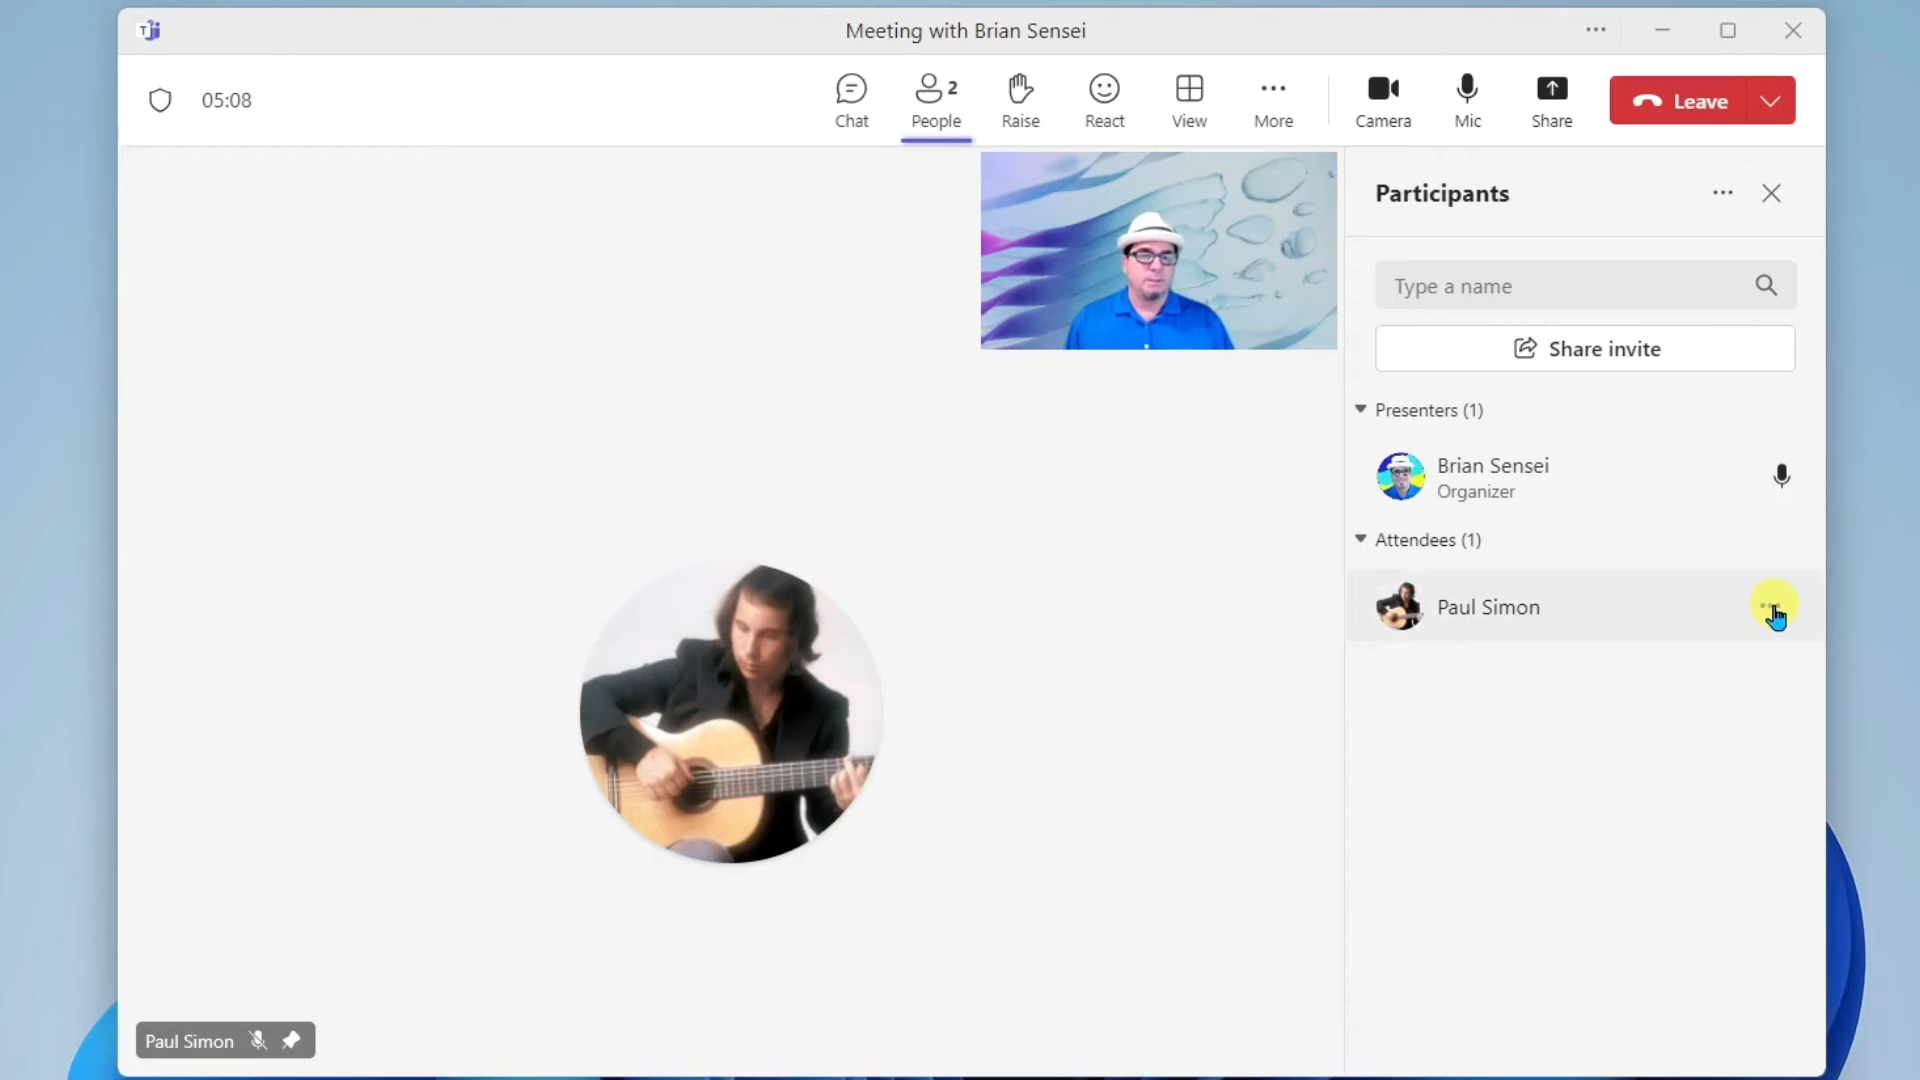 Meeting with Brian Sensei
05:08
2
Chat
People
Raise
React
View
More
Camera
Mic
Share
Leave
Participants
Type a name
Share invite
Presenters (1)
Brian Sensei
Organizer
Attendees (1)
Paul Simon
Paul Simon